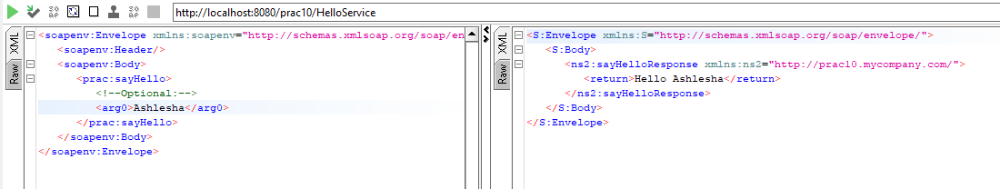 http://localhost:8080/prac10/HelloService
XML
Raw
<soapenv:Envelope xmlns:soapenv="http://schemas.xmlsoap.org/soap/en
<soapenv:Header/>
<soapenv:Body>
<prac:sayHello>
<!--Optional:-->
<arg0>Ashlesha</arg0>
</prac:sayHello>
</soapenv:Body>
</soapenv:Envelope>
XML
Raw
<S:Envelope xmlns:S="http://schemas.xmlsoap.org/soap/envelope/">
<S:Body>
<ns2:sayHelloResponse xmlns:ns2="http://prac10.mycompany.com/">
<return>Hello Ashlesha</return>
</ns2:sayHelloResponse>
</S:Body>
</S:Envelope>